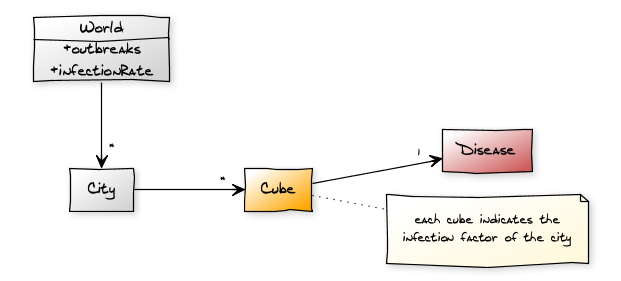 World
+outbreaks
+infectionRate
*
1
Disease
*
City
Cube
each cube indicates the
infection factor of the city